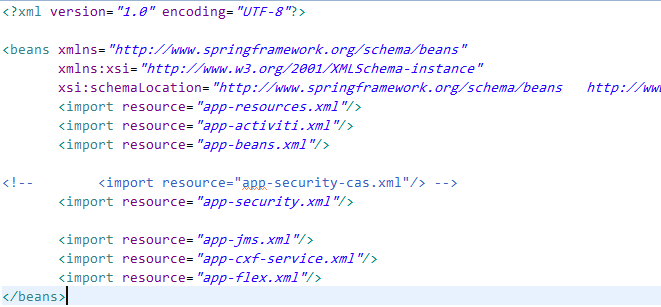 <?xml version="1.0" encoding="UTF-8"?>
<beans xmlns="http://www.springframework.org/schema/beans"
xmlns:xsi="http://www.w3.org/2001/XMLSchema-instance"
xsi:schemaLocation="http://www.springframework.org/schema/beans http://ww
<import resource="app-resources.xml"/>
<import resource="app-activiti.xml"/>
<import resource="app-beans.xml"/>
<!-- <import resource="app-security-cas.xml"/> -->
<import resource="app-security.xml"/>
<import resource="app-jms.xml"/>
<import resource="app-cxf-service.xml"/>
<import resource="app-flex.xml"/>
</beans>